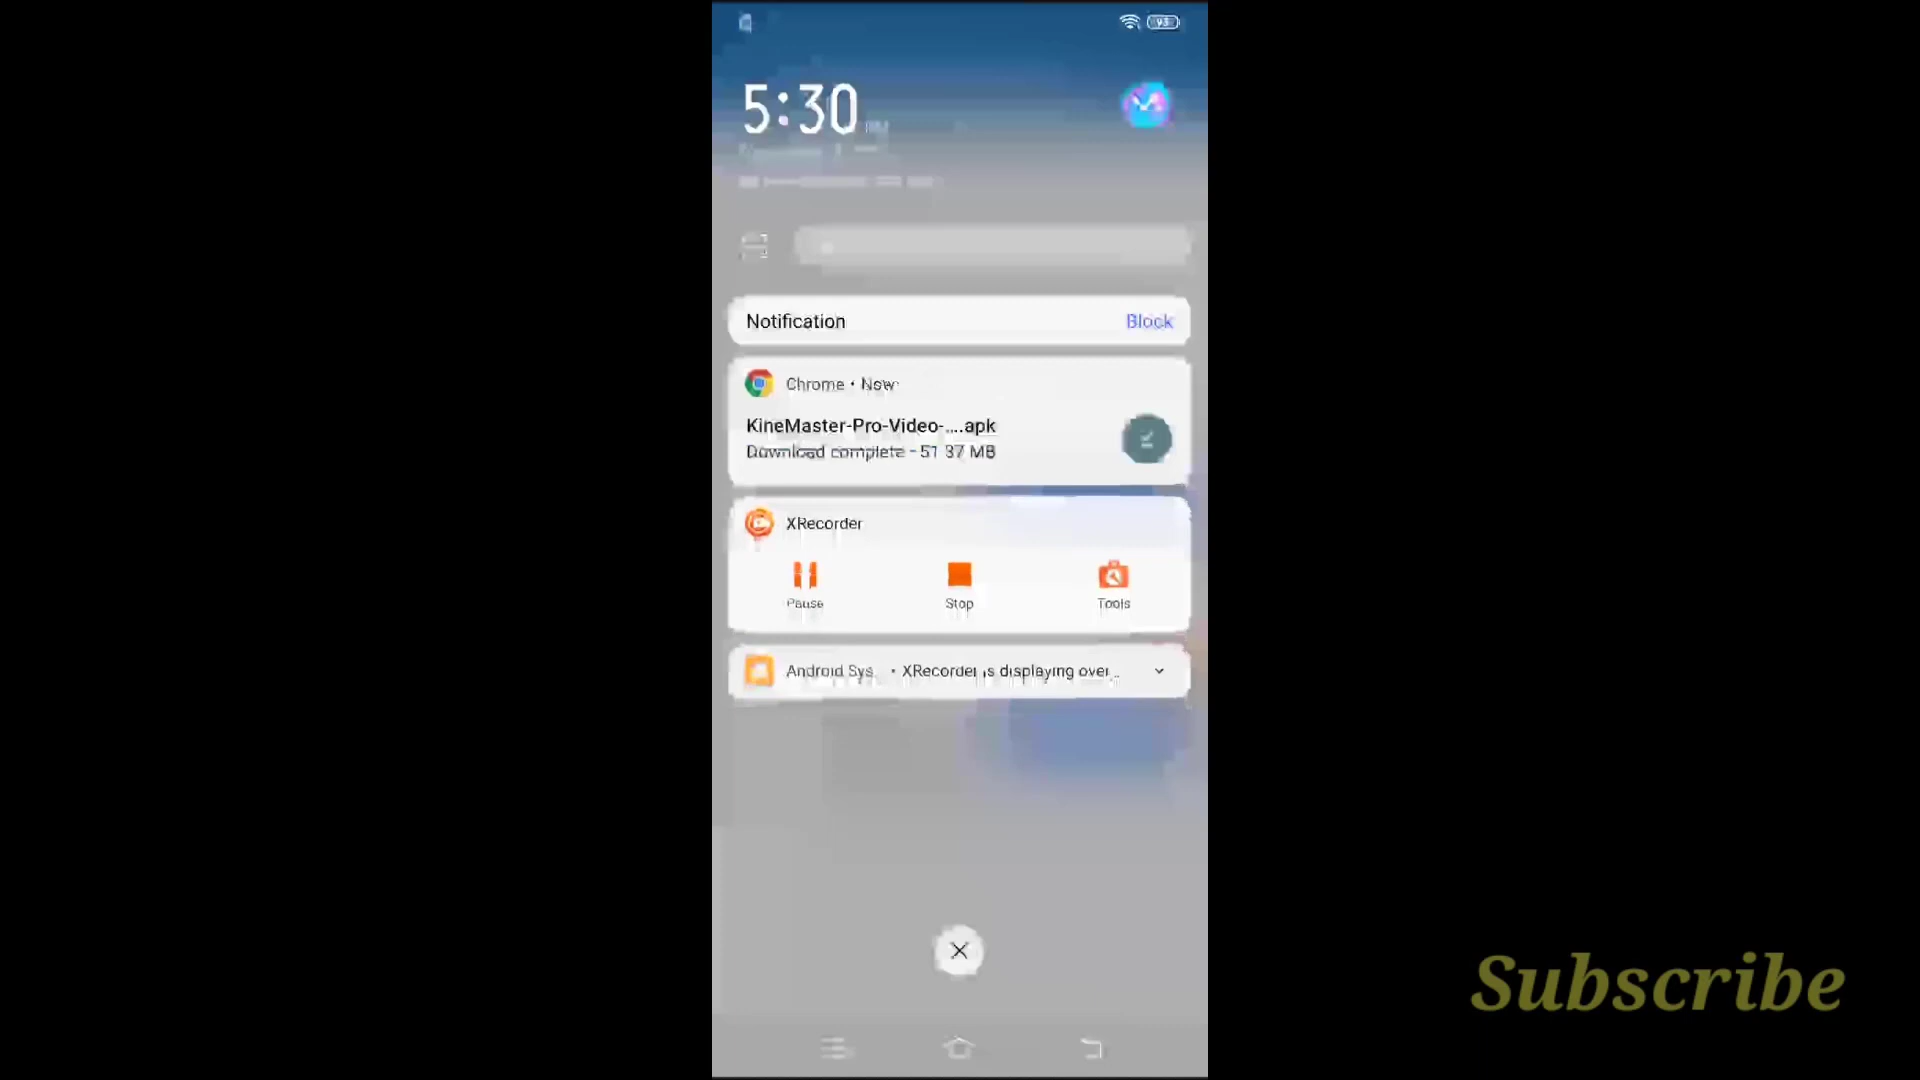 93
5:30
Notification Block
Chrome • Now
KineMaster-Pro-Video-....apk
Download complete - 51 37 MB
XRecorder
Pause Stop Tools
Android Sys.. • XRecorder is displaying over..
Subscribe